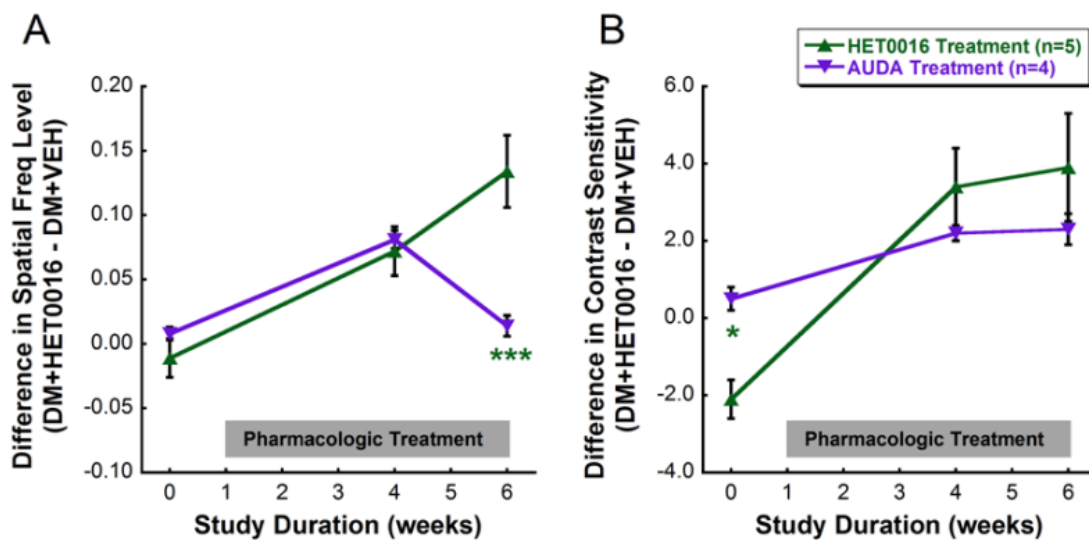 A
Difference in Spatial Freq Level
(DM+HET0016 - DM+VEH)
0.20
0.15
0.10
0.05
0.00
-0.05
-0.10
***
Pharmacologic Treatment
0 1 2 3 4 5 6
Study Duration (weeks)
B
HET0016 Treatment (n=5)
AUDA Treatment (n=4)
Difference in Contrast Sensitivity
(DM+HET0016 - DM+VEH)
6.0
4.0
2.0
0.0
-2.0
-4.0
*
Pharmacologic Treatment
0 1 2 3 4 5 6
Study Duration (weeks)